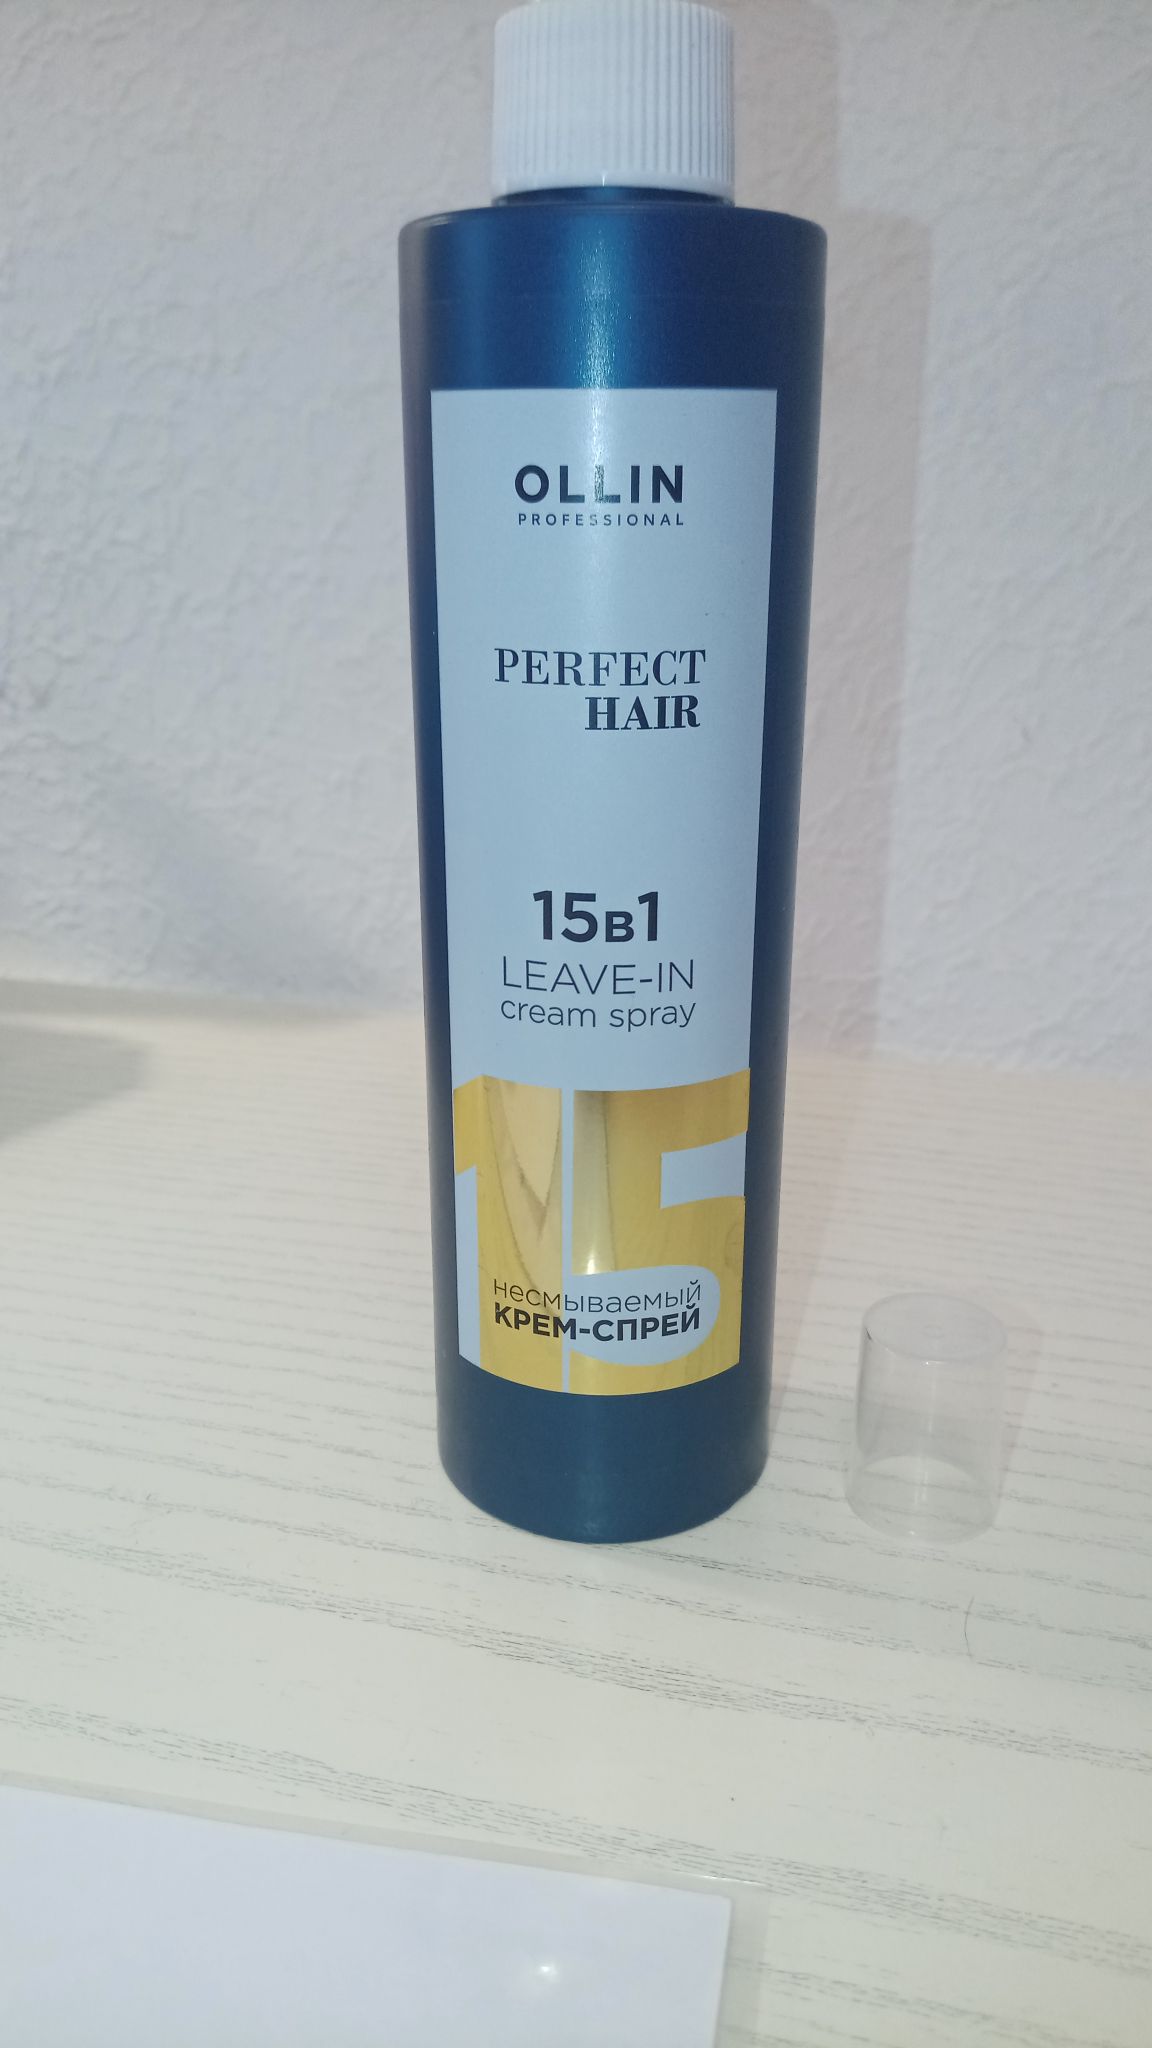 OLLIN
PROFESSIONAL
PERFECT
HAIR
15в1
LEAVE-IN
cream spray
15
несмываемый
КРЕМ-СПРЕЙ